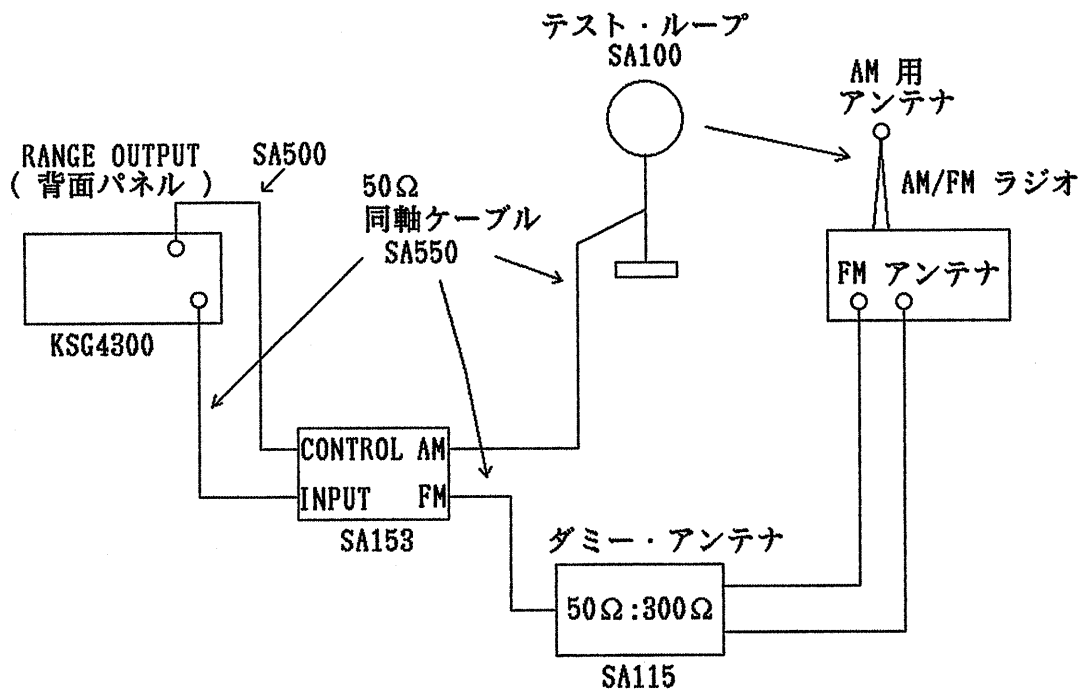 テスト・ループ
SA100
AM 用
アンテナ
RANGE OUTPUT
( 背面パネル )
SA500
50Ω
同軸ケーブル
SA550
AM/FM ラジオ
FM アンテナ
KSG4300
CONTROL AM
INPUT FM
SA153
ダミー・アンテナ
50Ω:300Ω
SA115